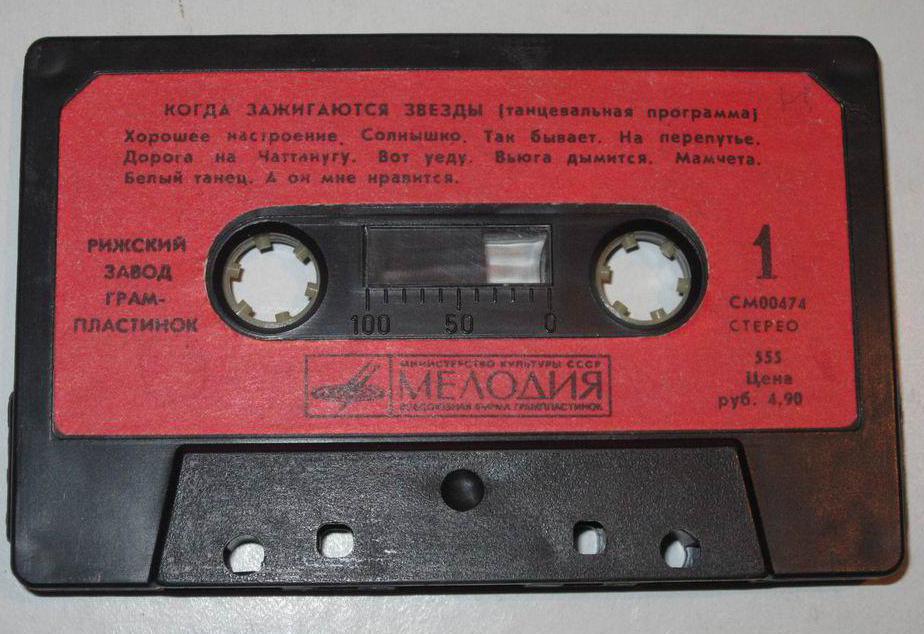 КОГДА ЗАЖИГАЮТСЯ ЗВЕЗДЫ (танцевальная программа)
Хорошее настроение. Солнышко. Так бывает. На перепутье.
Дорога на Чаттанугу. Вот уеду. Вьюга дымится. Мамчета.
Белый танец. А он мне нравится.
РИЖСКИЙ
ЗАВОД
ГРАМ-
ПЛАСТИНОК
100 50 0
1
СМ00474
СТЕРЕО
МИНИСТЕРСТВО КУЛЬТУРЫ СССР
МЕЛОДИЯ
ВСЕСОЮЗНАЯ ФИРМА ГРАМПЛАСТИНОК
555
Цена
руб. 4,90